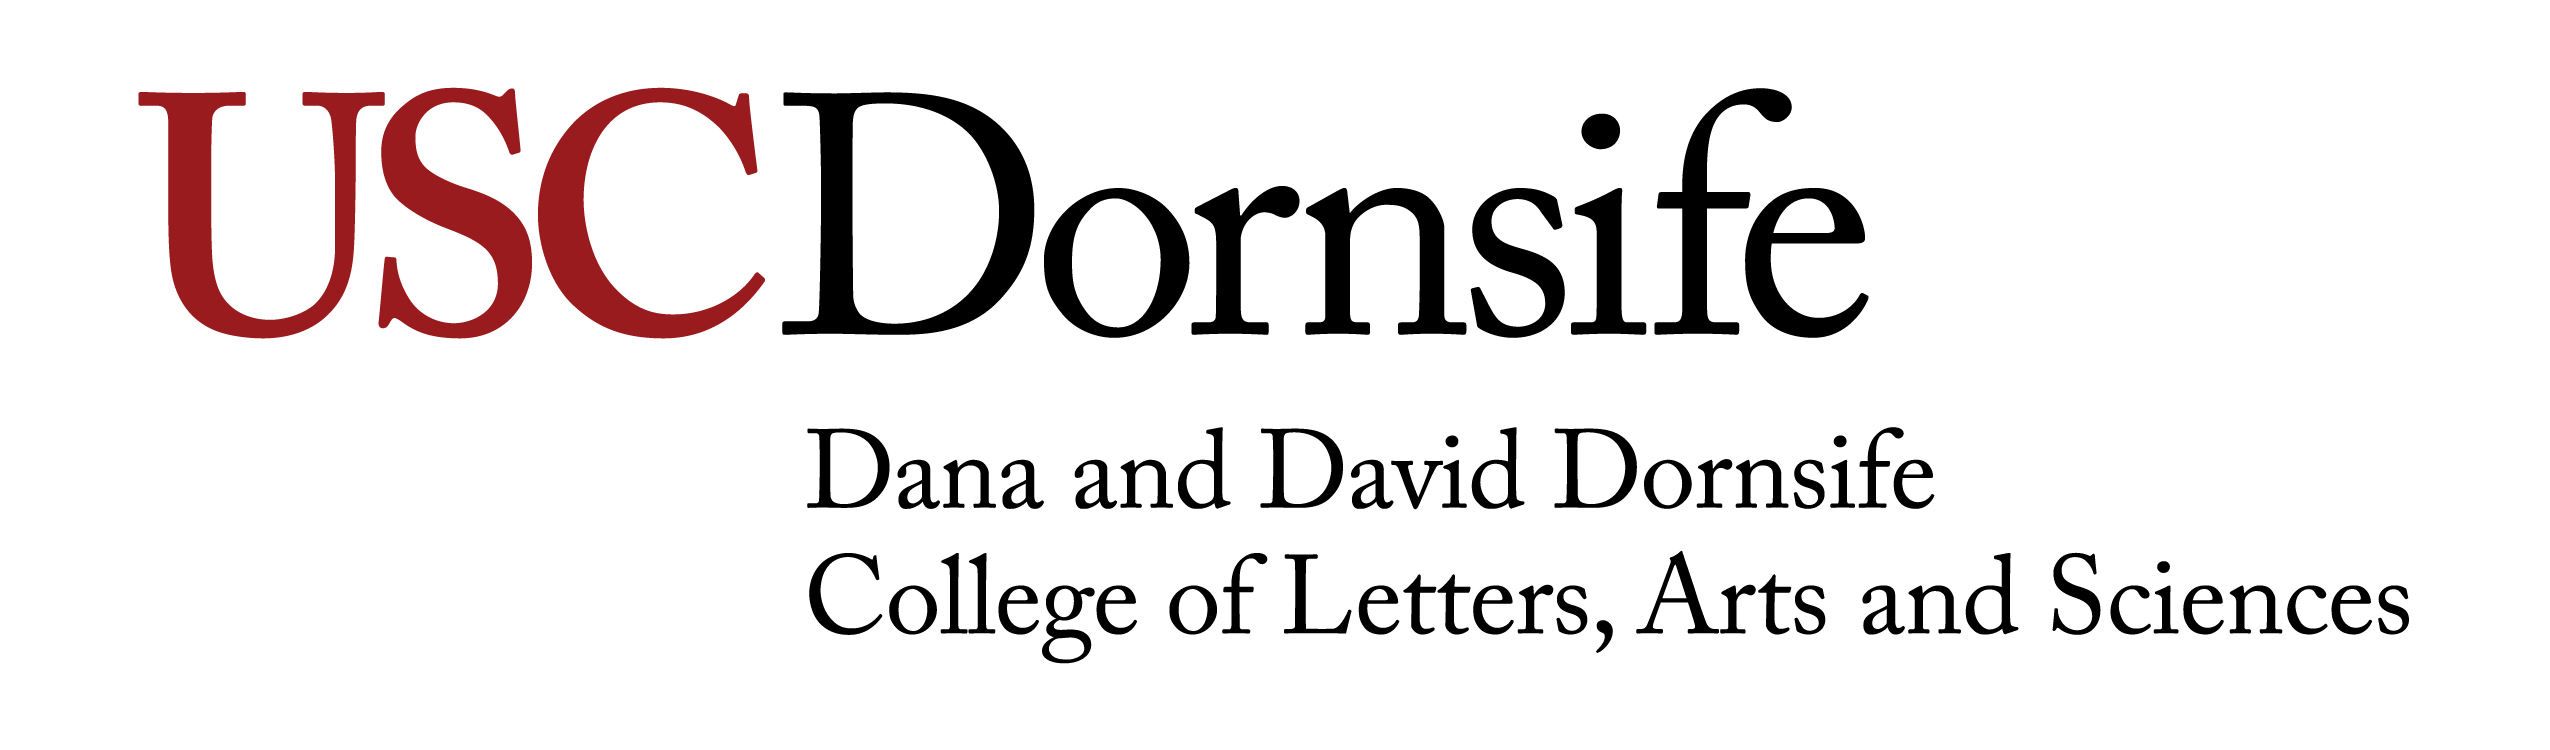 USCDornsife
Dana and David Dornsife
College of Letters, Arts and Sciences